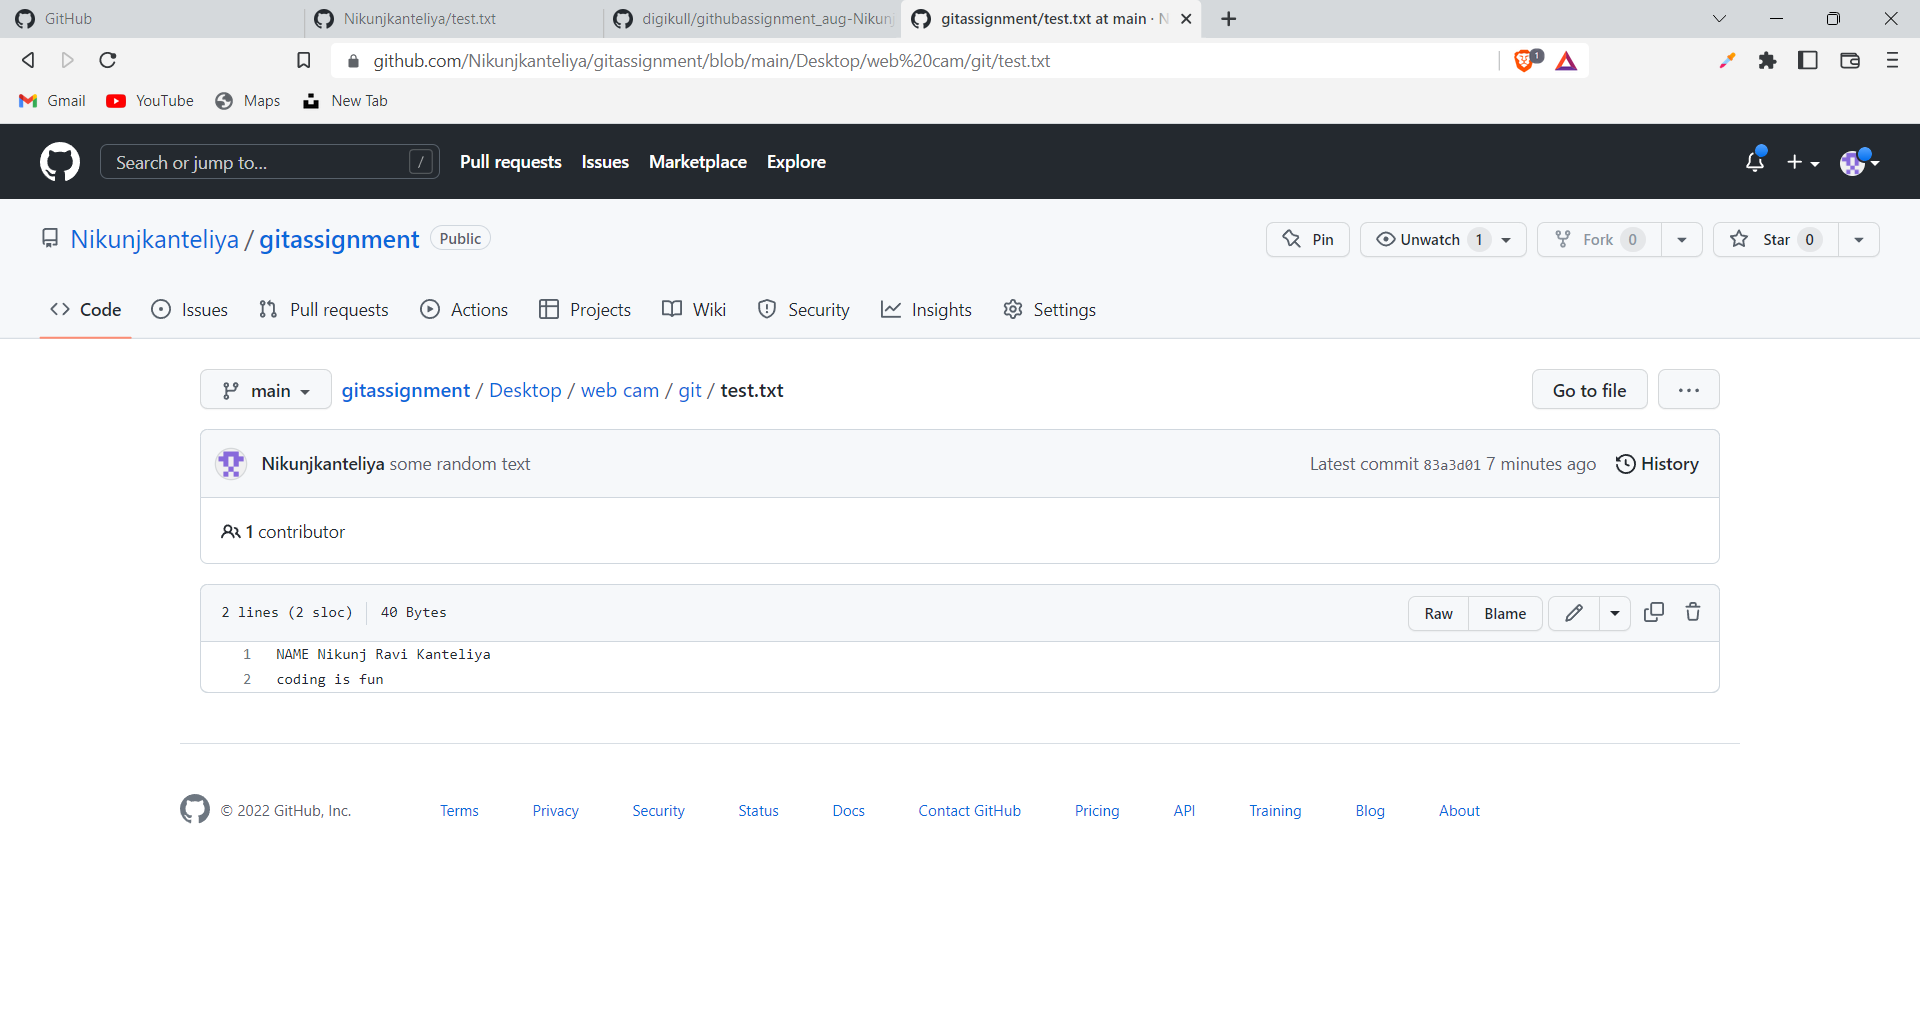 GitHub
Nikunjkanteliya/test.txt
digikull/githubassignment_aug-Nikunj
gitassignment/test.txt at main · N
github.com/Nikunjkanteliya/gitassignment/blob/main/Desktop/web%20cam/git/test.txt
1
Gmail
YouTube
Maps
New Tab
Search or jump to...
/
Pull requests
Issues
Marketplace
Explore
Nikunjkanteliya / gitassignment
Public
Pin
Unwatch 1
Fork 0
Star 0
Code
Issues
Pull requests
Actions
Projects
Wiki
Security
Insights
Settings
main
gitassignment / Desktop / web cam / git / test.txt
Go to file
Nikunjkanteliya some random text
Latest commit 83a3d01 7 minutes ago
History
1 contributor
2 lines (2 sloc)
40 Bytes
Raw
Blame
1 NAME Nikunj Ravi Kanteliya
2 coding is fun
© 2022 GitHub, Inc.
Terms
Privacy
Security
Status
Docs
Contact GitHub
Pricing
API
Training
Blog
About